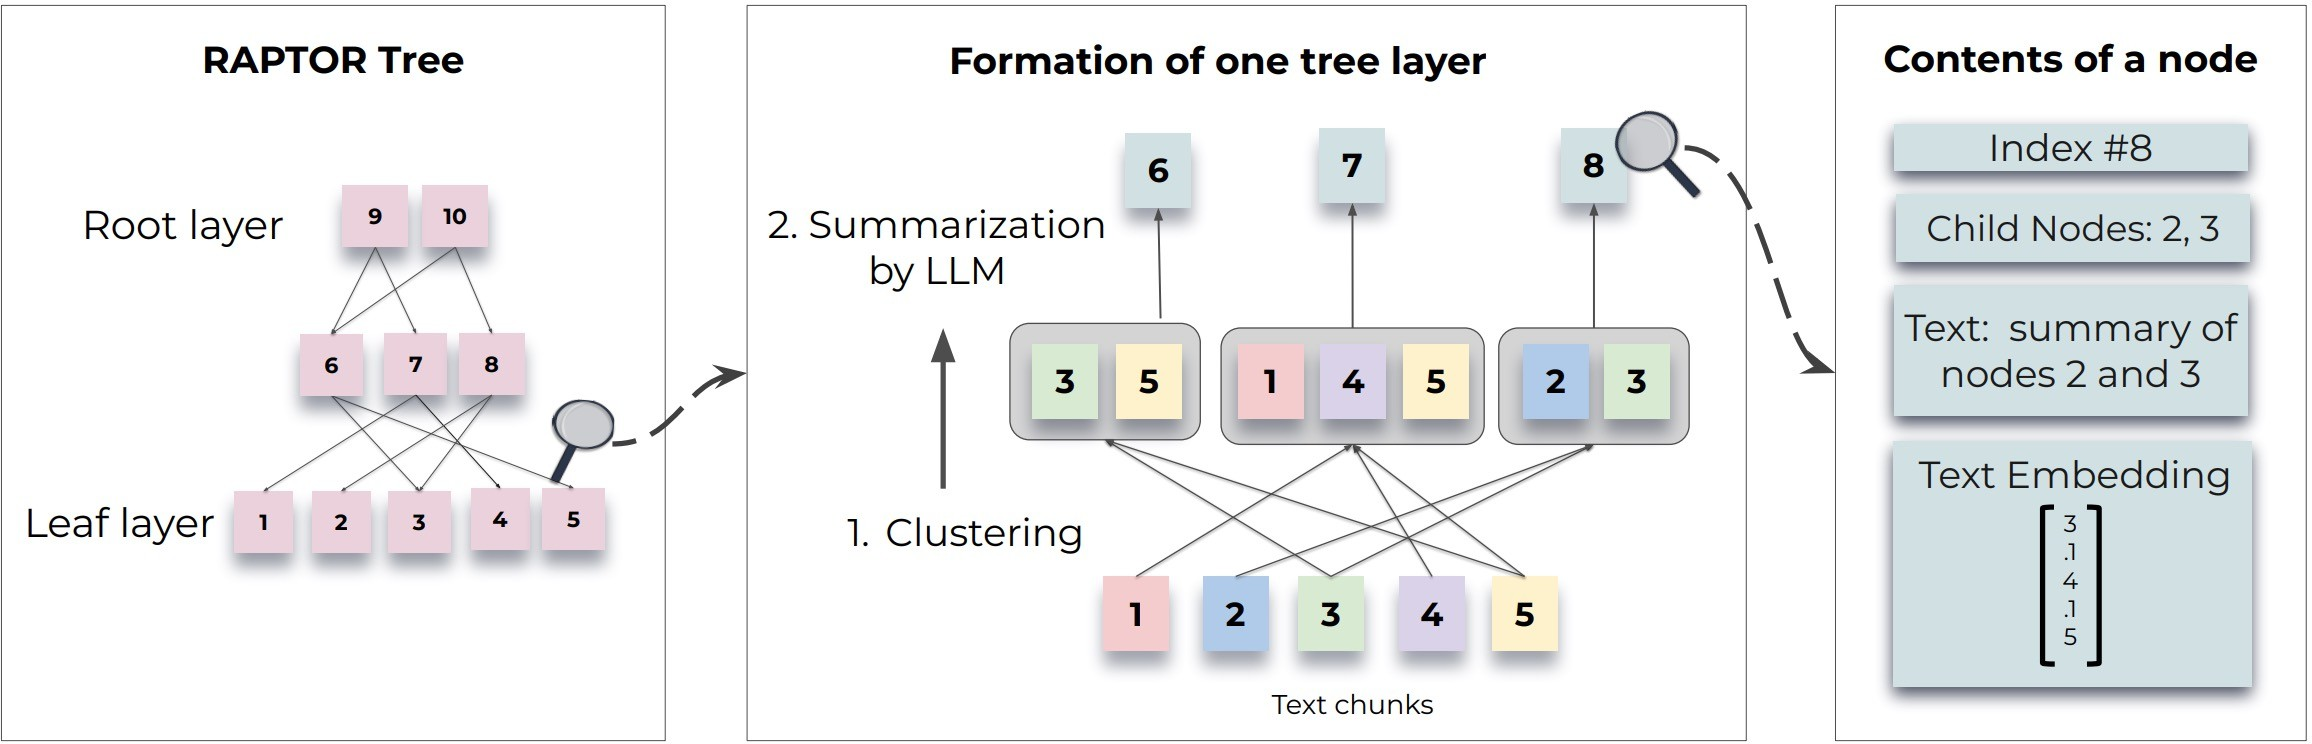 RAPTOR Tree
Root layer
9 10
6 7 8
Leaf layer
1 2 3 4 5
Formation of one tree layer
6 7 8
2. Summarization
by LLM
3 5 1 4 5 2 3
1. Clustering
1 2 3 4 5
Text chunks
Contents of a node
Index #8
Child Nodes: 2, 3
Text: summary of
nodes 2 and 3
Text Embedding
3
.1
4
.1
5